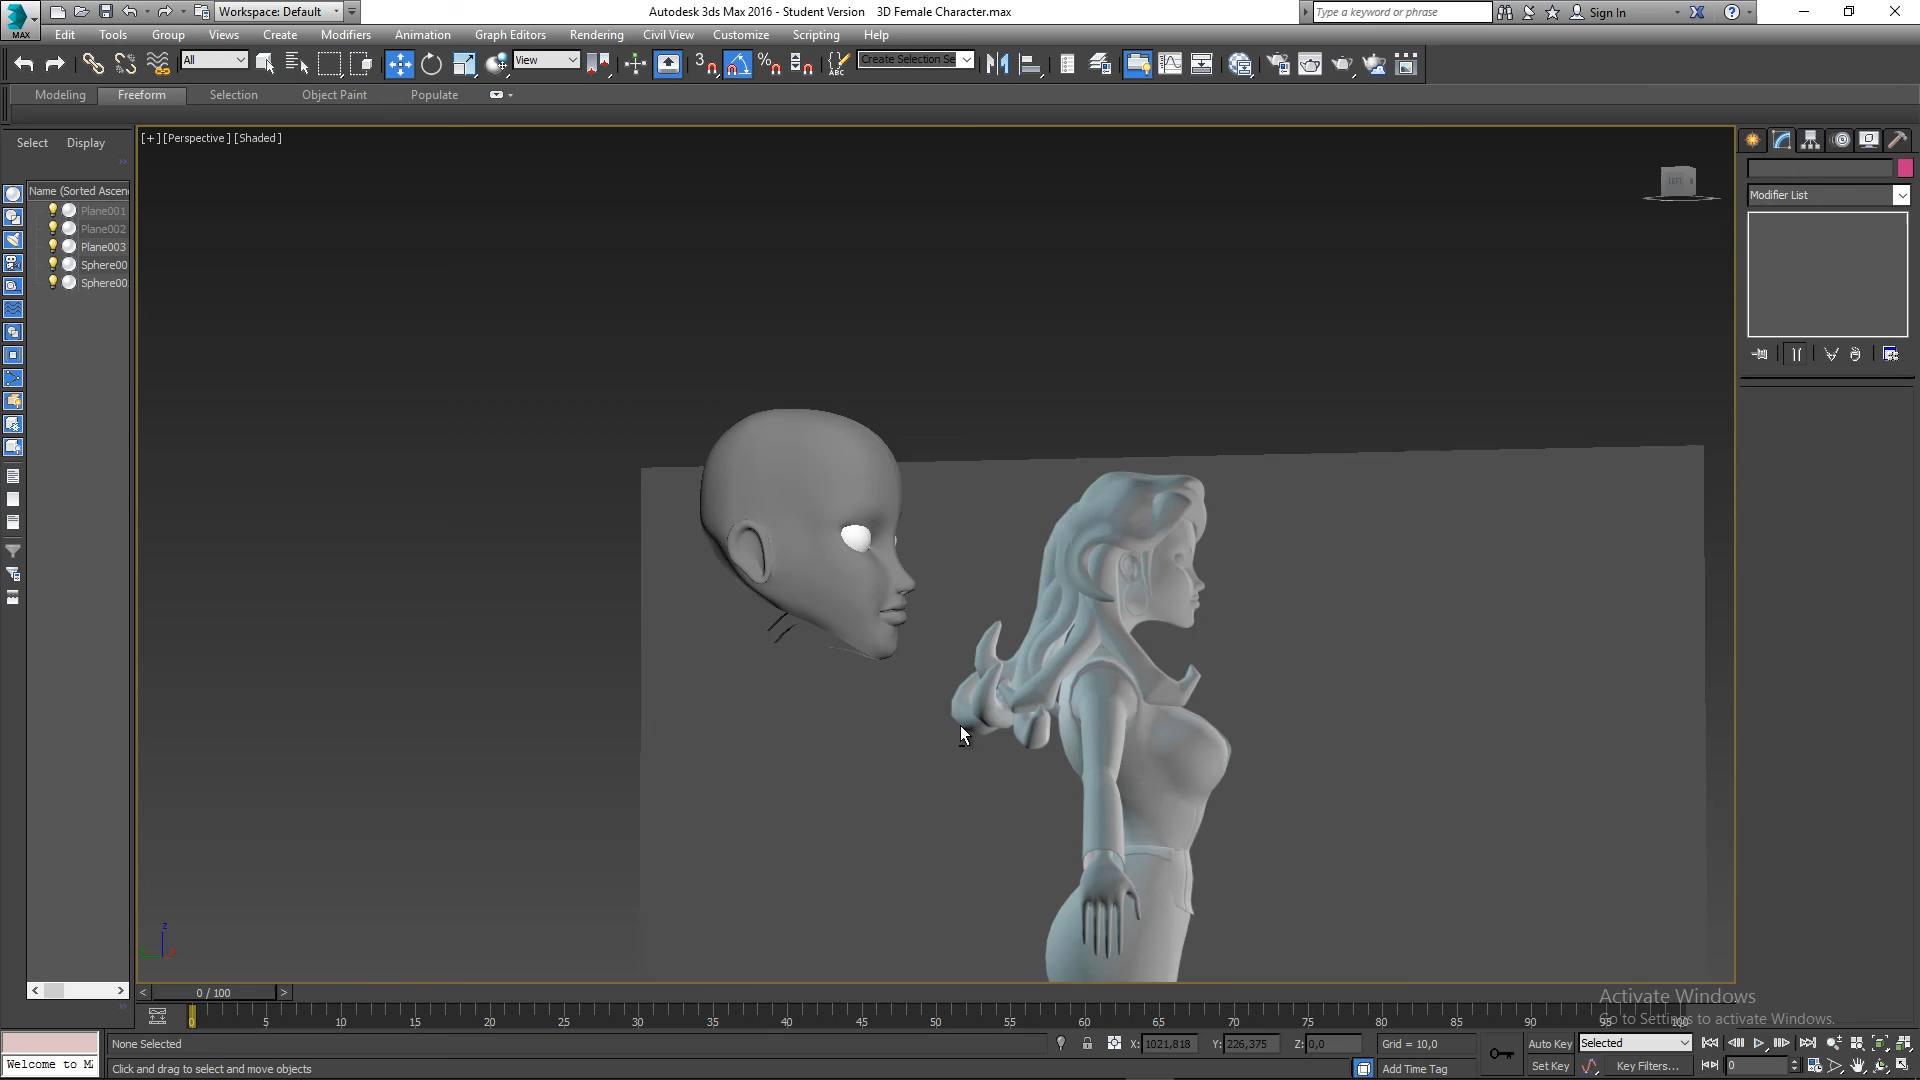 Workspace: Default
Autodesk 3ds Max 2016 - Student Version    3D Female Character.max
Type a keyword or phrase
Sign In
MAX
Edit Tools Group Views Create Modifiers Animation Graph Editors Rendering Civil View Customize Scripting Help
All
View
3
ABC
Create Selection Se
Modeling Freeform Selection Object Paint Populate
Select Display
[+][Perspective][Shaded]
LEFT
Name (Sorted Ascen
Plane001
Plane002
Plane003
Sphere00
Sphere00
Modifier List
z
0 / 100
0 5 10 15 20 25 30 35 40 45 50 55 60 65 70 75 80 85 90 95 100
Activate Windows
Go to Settings to activate Windows.
None Selected
X: 1021,818 Y: 226,375 Z: 0,0
Grid = 10,0
Auto Key
Selected
Welcome to M
Click and drag to select and move objects
Add Time Tag
Set Key
Key Filters...
0